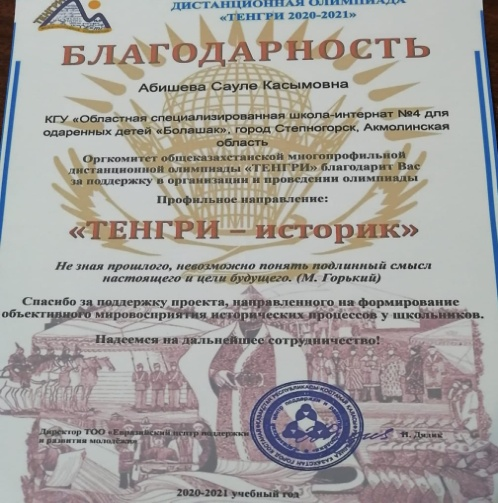 ДИСТАНЦИОННАЯ ОЛИМПИАДА
«ТЕНГРИ 2020-2021»
БЛАГОДАРНОСТЬ
Абишева Сауле Касымовна
КГУ «Областная специализированная школа-интернат №4 для
одаренных детей «Болашак», город Степногорск, Акмолинская
область
Оргкомитет общеказахстанской многопрофильной
дистанционной олимпиады «ТЕНГРИ» благодарит Вас
за поддержку в организации и проведении олимпиады
Профильное направление:
«ТЕНГРИ – историк»
Не зная прошлого, невозможно понять подлинный смысл
настоящего и цели будущего. (М. Горький)
Спасибо за поддержку проекта, направленного на формирование
объективного мировосприятия исторических процессов у школьников.
Надеемся на дальнейшее сотрудничество!
Директор ТОО «Евразийский центр поддержки
и развития молодёжи»
Н. Дядик
2020-2021 учебный год